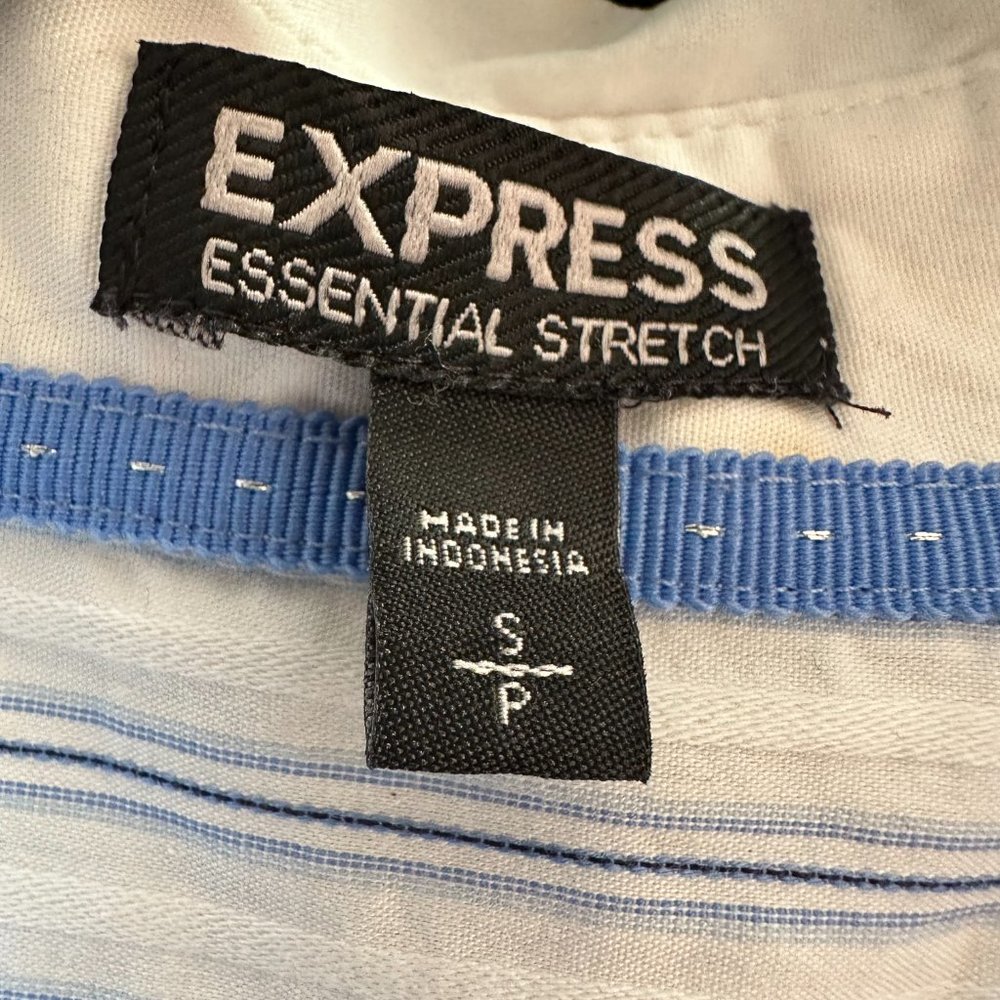 EXPRESS
ESSENTIAL STRETCH
MADE IN
INDONESIA
S
P